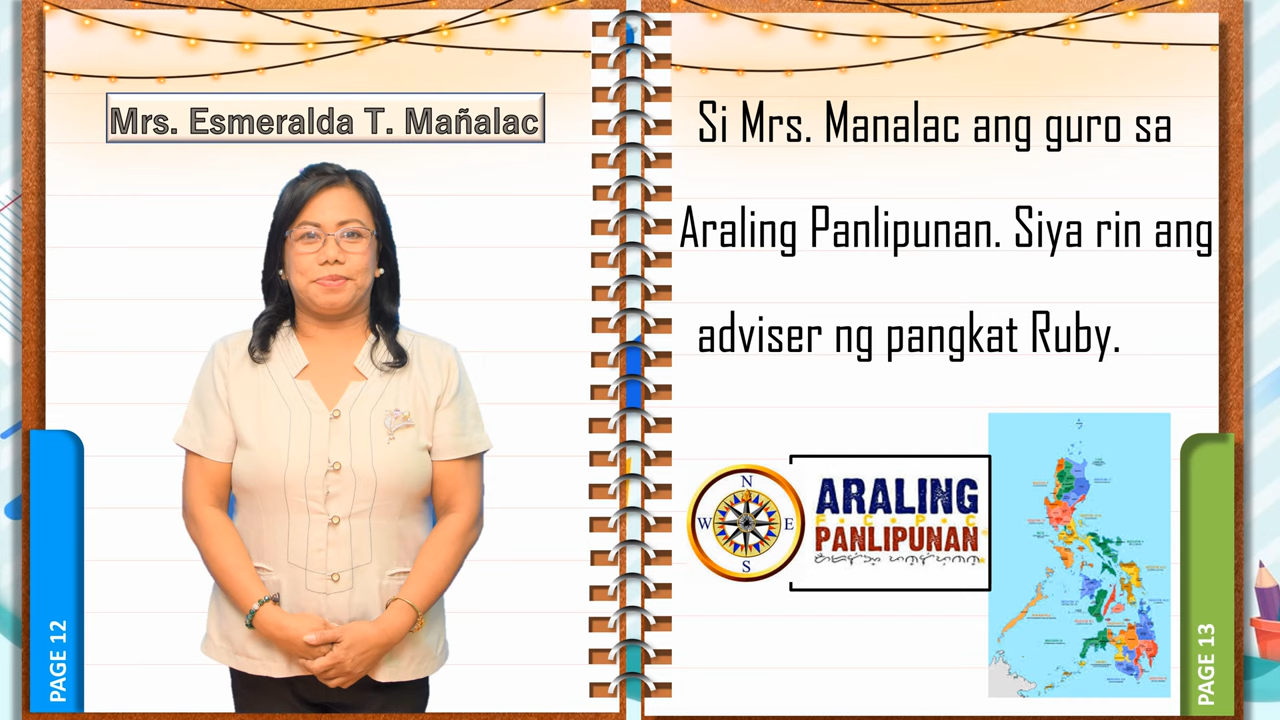 Mrs. Esmeralda T. Mañalac
PAGE 12
Si Mrs. Manalac ang guro sa
Araling Panlipunan. Siya rin ang
adviser ng pangkat Ruby.
N
W
E
S
ARALING
F • C • P • C
PANLIPUNAN
PAGE 13